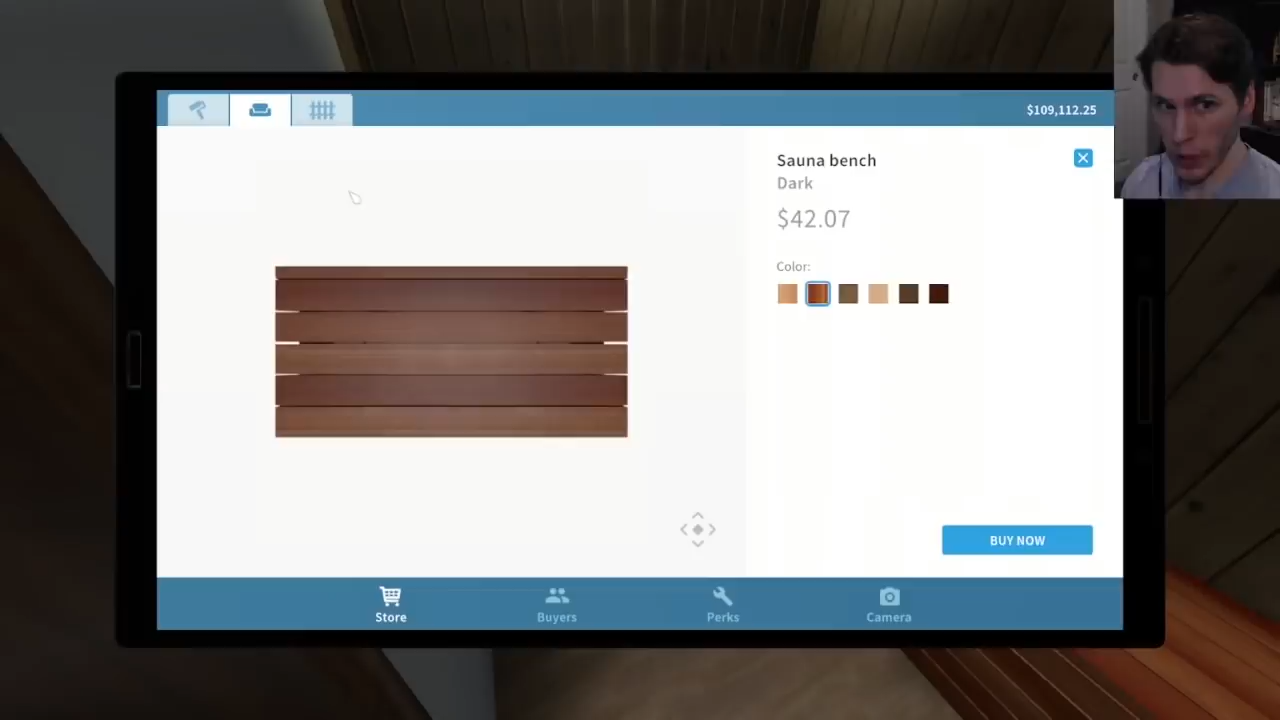 $109,112.25
Sauna bench
Dark
$42.07
Color:
BUY NOW
Store
Buyers
Perks
Camera